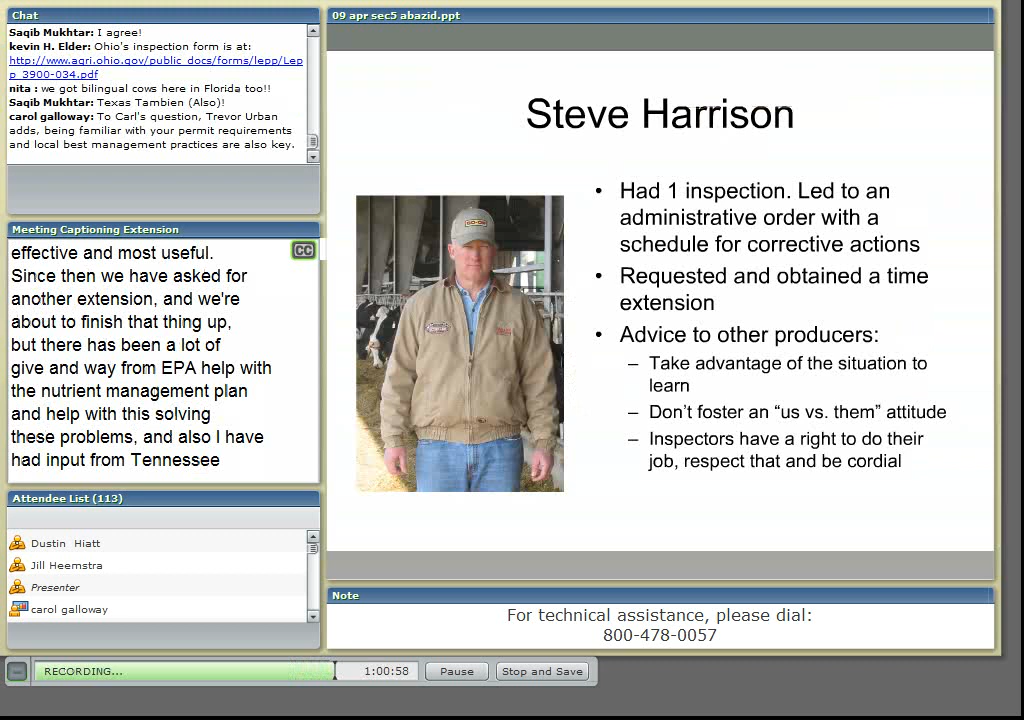 Chat
Saqib Mukhtar: I agree!
kevin H. Elder: Ohio's inspection form is at:
http://www.agri.ohio.gov/public_docs/forms/lepp/Lep
p_3900-034.pdf
nita : we got bilingual cows here in Florida too!!
Saqib Mukhtar: Texas Tambien (Also)!
carol galloway: To Carl's question, Trevor Urban
adds, being familiar with your permit requirements
and local best management practices are also key.
Meeting Captioning Extension
CC
effective and most useful.
Since then we have asked for
another extension, and we're
about to finish that thing up,
but there has been a lot of
give and way from EPA help with
the nutrient management plan
and help with this solving
these problems, and also I have
had input from Tennessee
Attendee List (113)
Dustin Hiatt
Jill Heemstra
Presenter
carol galloway
09 apr sec5 abazid.ppt
Steve Harrison
• Had 1 inspection. Led to an
administrative order with a
schedule for corrective actions
• Requested and obtained a time
extension
• Advice to other producers:
– Take advantage of the situation to
learn
– Don't foster an “us vs. them” attitude
– Inspectors have a right to do their
job, respect that and be cordial
Note
For technical assistance, please dial:
800-478-0057
RECORDING...
1:00:58
Pause
Stop and Save